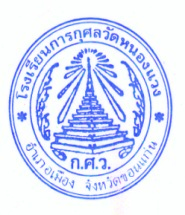 โรงเรียนการกุศลวัดหนองแวง
ก.ศ.ว.
อำเภอเมือง จังหวัดขอนแก่น